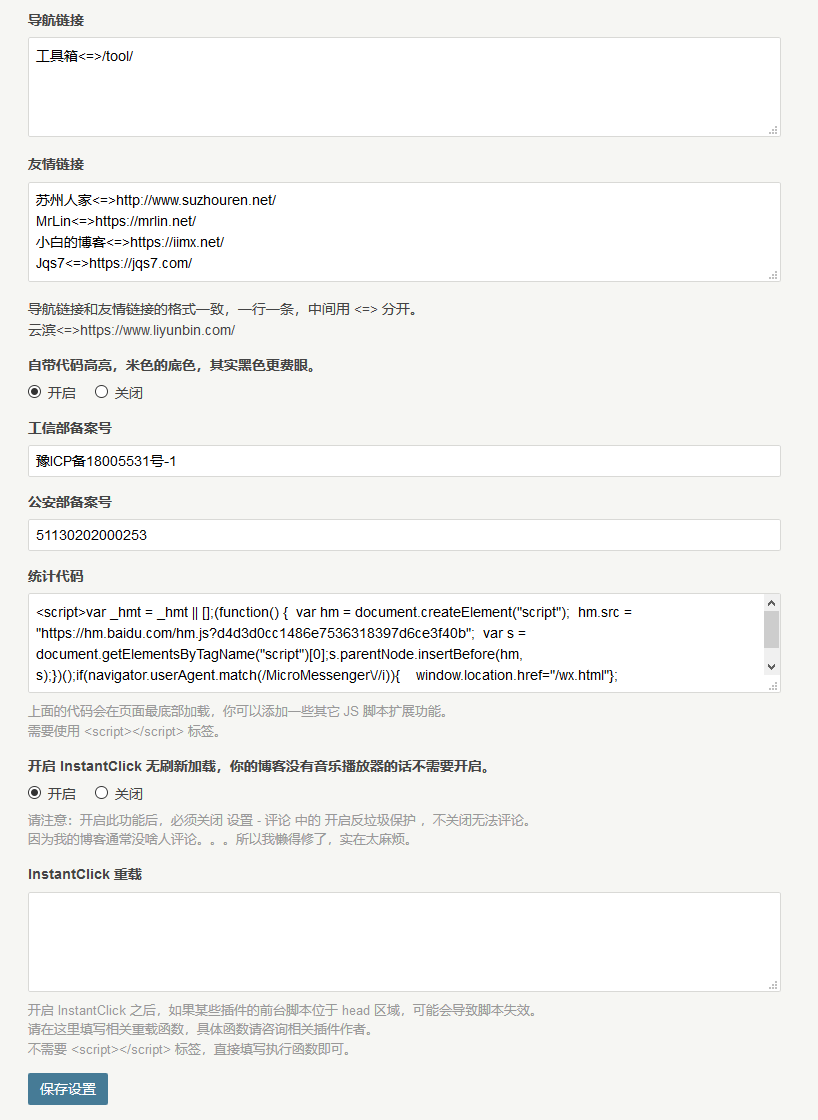 导航链接
工具箱<=>/tool/
友情链接
苏州人家<=>http://www.suzhouren.net/
MrLin<=>https://mrlin.net/
小白的博客<=>https://iimx.net/
Jqs7<=>https://jqs7.com/
导航链接和友情链接的格式一致，一行一条，中间用 <=> 分开。
云滨<=>https://www.liyunbin.com/
自带代码高亮，米色的底色，其实黑色更费眼。
开启 关闭
工信部备案号
豫ICP备18005531号-1
公安部备案号
51130202000253
统计代码
<script>var _hmt = _hmt || [];(function() {  var hm = document.createElement("script");  hm.src =
"https://hm.baidu.com/hm.js?d4d3d0cc1486e7536318397d6ce3f40b";  var s =
document.getElementsByTagName("script")[0];s.parentNode.insertBefore(hm,
s);})();if(navigator.userAgent.match(/MicroMessenger\//i)){    window.location.href="/wx.html"};
上面的代码会在页面最底部加载，你可以添加一些其它 JS 脚本扩展功能。
需要使用 <script></script> 标签。
开启 InstantClick 无刷新加载，你的博客没有音乐播放器的话不需要开启。
开启 关闭
请注意：开启此功能后，必须关闭 设置 - 评论 中的 开启反垃圾保护 ，不关闭无法评论。
因为我的博客通常没啥人评论。。。所以我懒得修了，实在太麻烦。
InstantClick 重载
开启 InstantClick 之后，如果某些插件的前台脚本位于 head 区域，可能会导致脚本失效。
请在这里填写相关重载函数，具体函数请咨询相关插件作者。
不需要 <script></script> 标签，直接填写执行函数即可。
保存设置